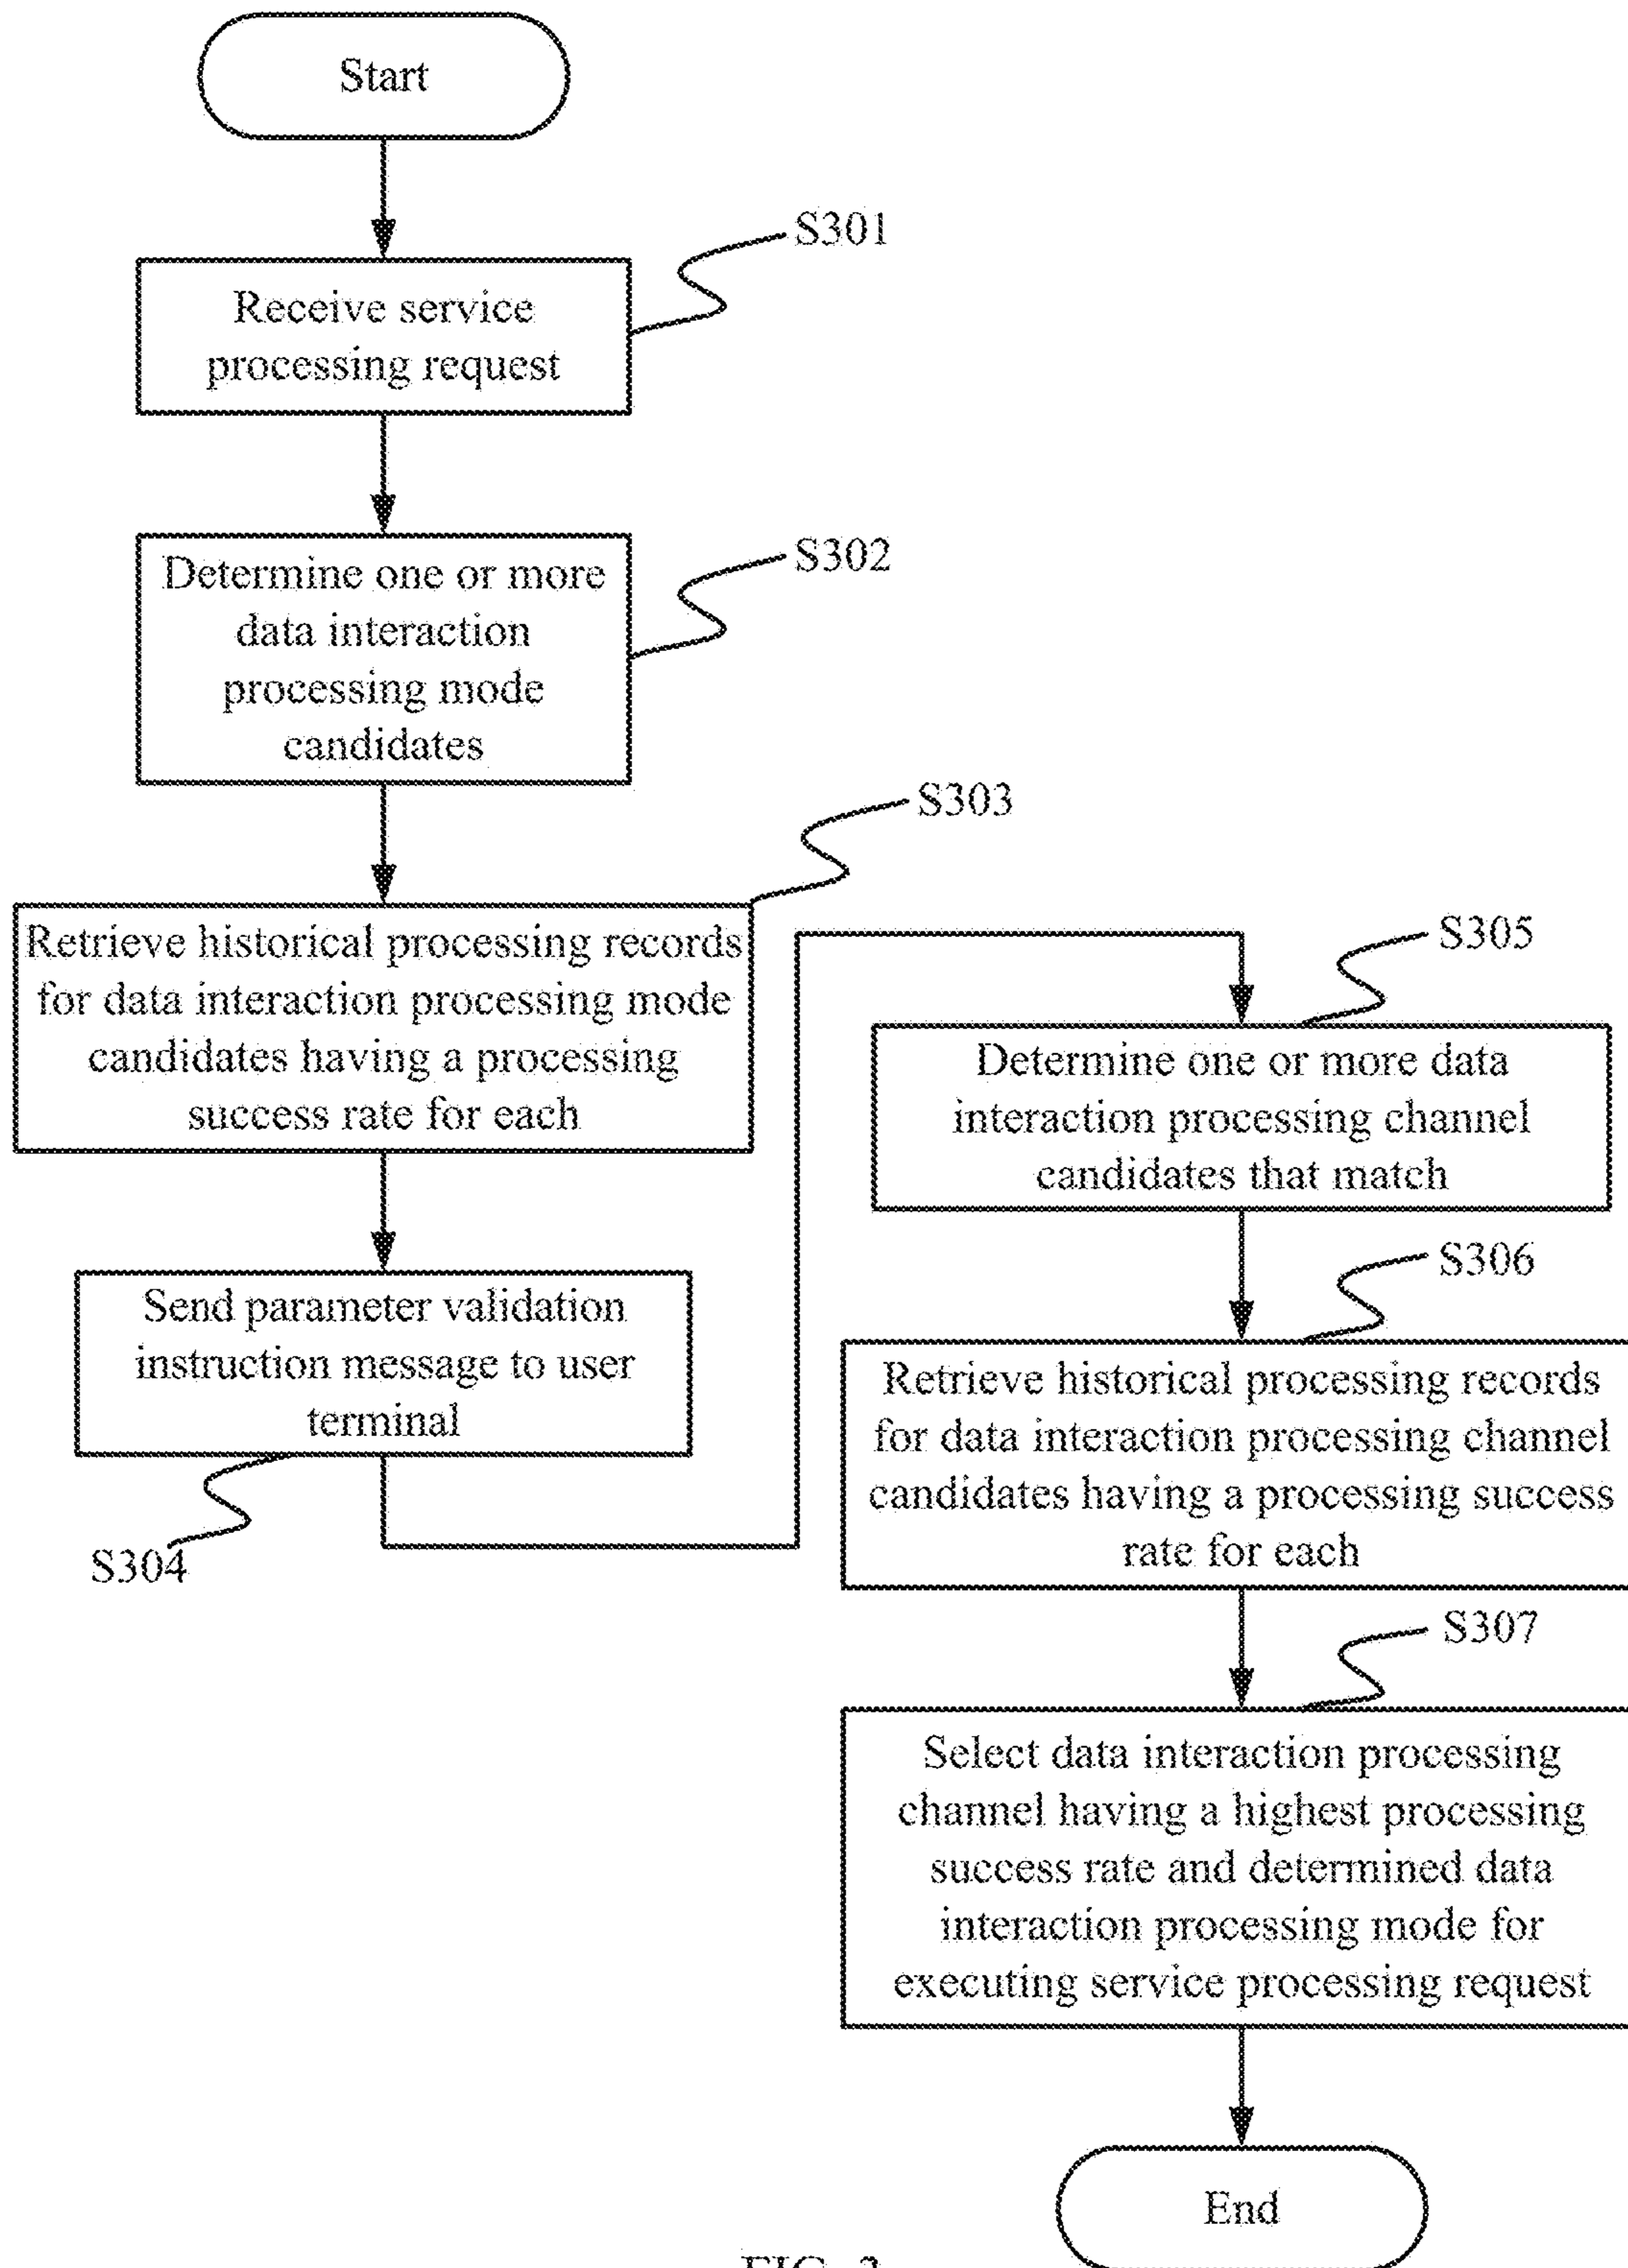 Start
S301
Receive service
processing request
S302
Determine one or more
data interaction
processing mode
candidates
S303
Retrieve historical processing records
for data interaction processing mode
candidates having a processing
success rate for each
Send parameter validation
instruction message to user
terminal
S304
S305
Determine one or more data
interaction processing channel
candidates that match
S306
Retrieve historical processing records
for data interaction processing channel
candidates having a processing success
rate for each
S307
Select data interaction processing
channel having a highest processing
success rate and determined data
interaction processing mode for
executing service processing request
End
FIG. 3